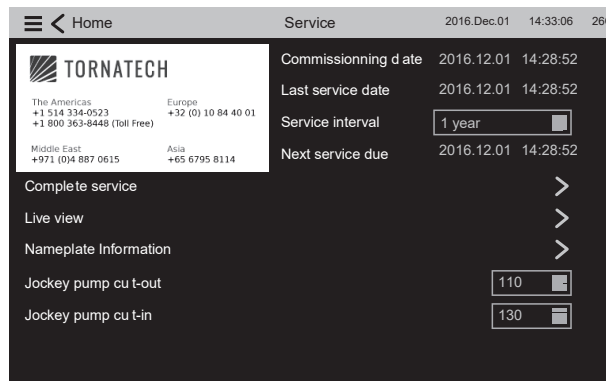 Home Service 2016.Dec.01 14:33:06 26
TORNATECH
The Americas Europe
+1 514 334-0523 +32 (0) 10 84 40 01
+1 800 363-8448 (Toll Free)
Middle East Asia
+971 (0)4 887 0615 +65 6795 8114
Commissionning d ate 2016.12.01 14:28:52
Last service date 2016.12.01 14:28:52
Service interval 1 year
Next service due 2016.12.01 14:28:52
Complete service
Live view
Nameplate Information
Jockey pump cu t-out 110
Jockey pump cu t-in 130